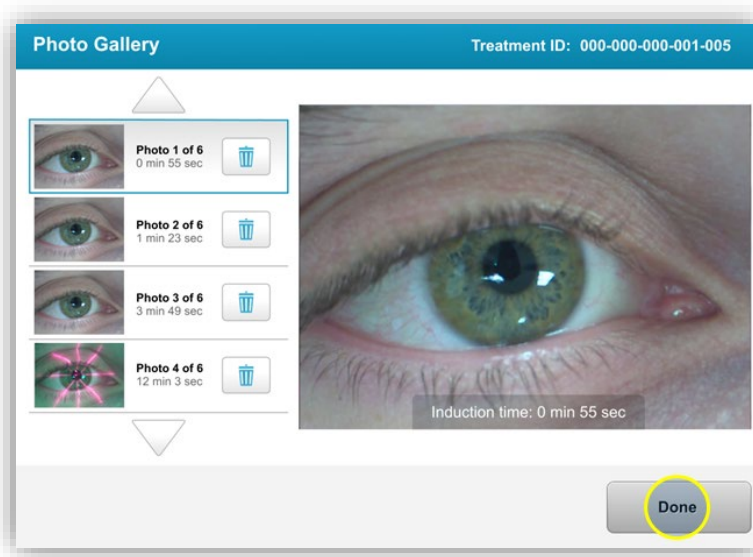 Photo Gallery
Treatment ID: 000-000-000-001-005
Photo 1 of 6
0 min 55 sec
Photo 2 of 6
1 min 23 sec
Photo 3 of 6
3 min 49 sec
Photo 4 of 6
12 min 3 sec
Induction time: 0 min 55 sec
Done